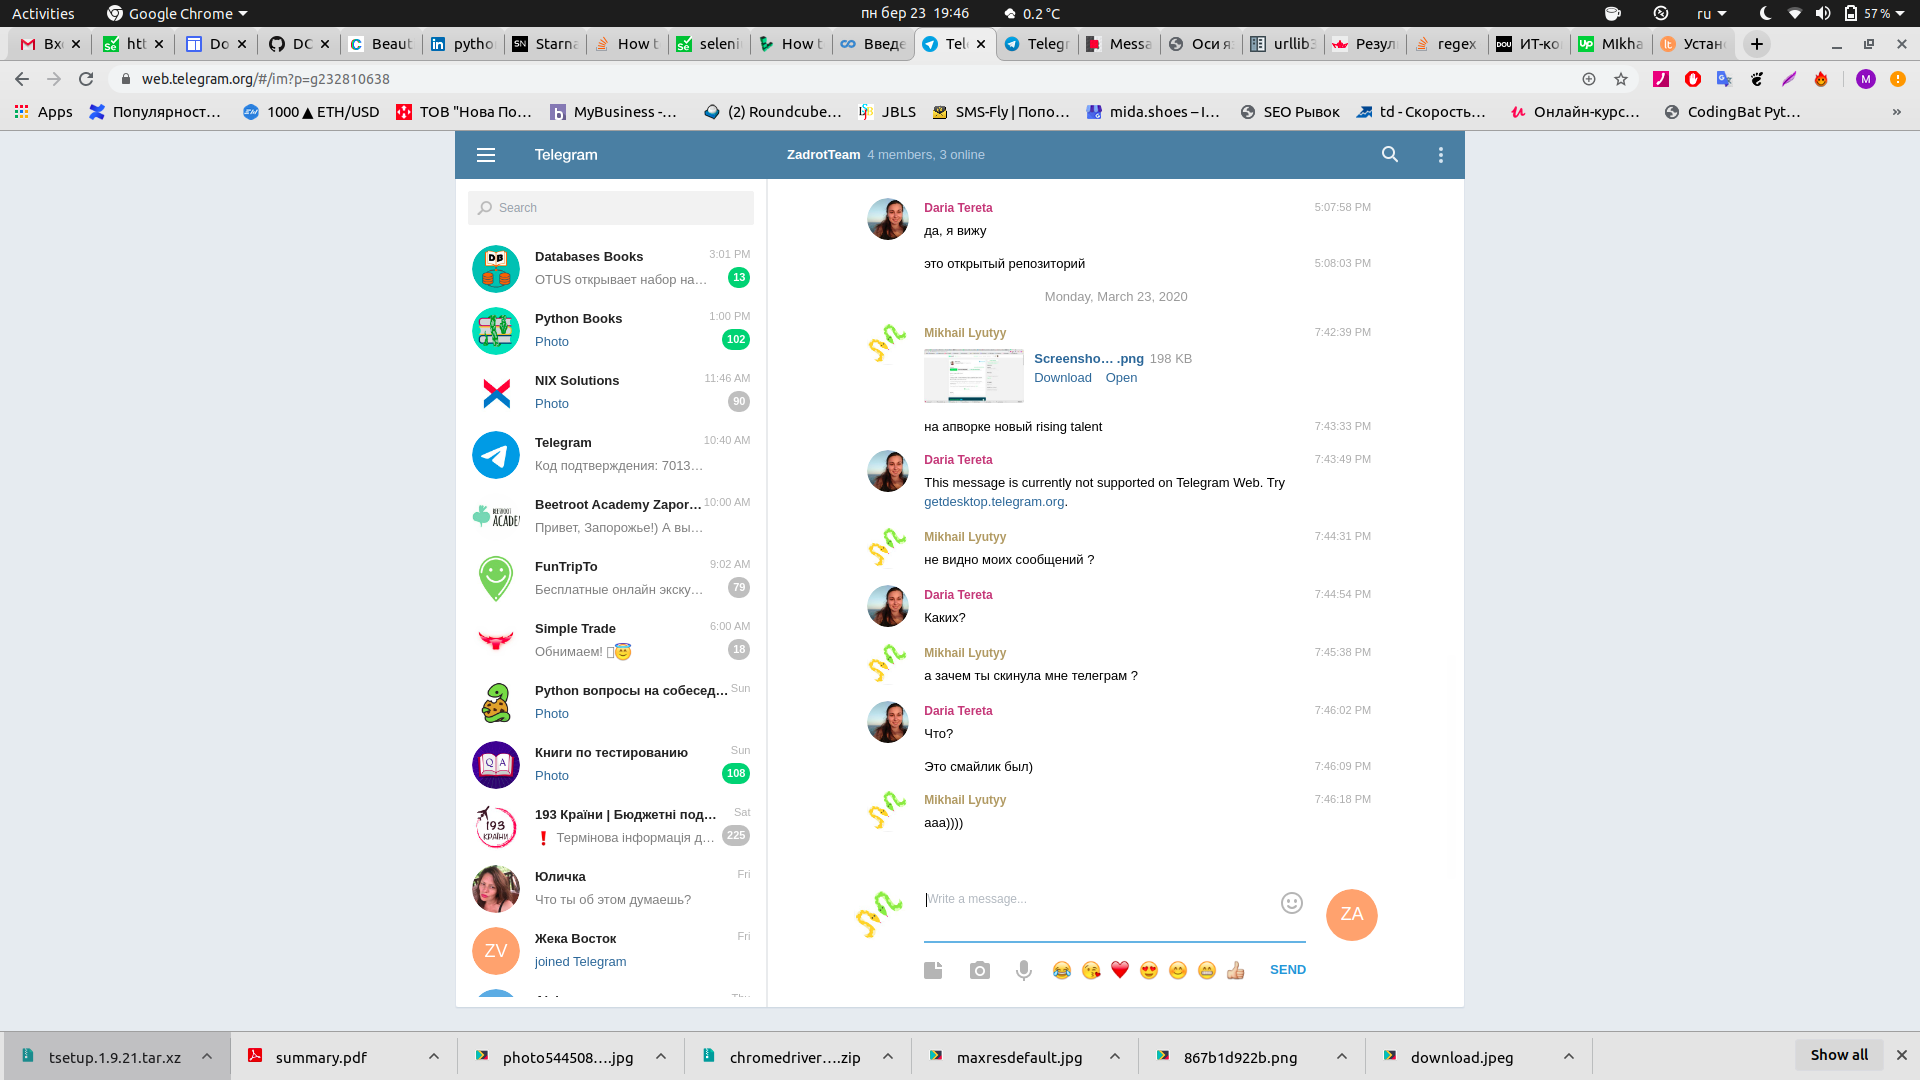 Activities
Google Chrome
пн бер 23 19:46
0.2 °C
ru
57 %
Вхо
htt
Do
DC
Beaut
pytho
Starna
How t
seleni
How t
Введе
Tel
Telegr
Messa
Оси я
urllib3
Резул
regex
ИТ-ко
MIkha
Устан
web.telegram.org/#/im?p=g232810638
M
Apps
Популярност…
1000 ▲ ETH/USD
ТОВ "Нова По…
MyBusiness -…
(2) Roundcube…
JBLS
SMS-Fly | Попо…
mida.shoes – I…
SEO Рывок
td - Скорость…
Онлайн-курс…
CodingBat Pyt…
»
Telegram
ZadrotTeam 4 members, 3 online
Search
Databases Books 3:01 PM
OTUS открывает набор на… 13
Python Books 1:00 PM
Photo 102
NIX Solutions 11:46 AM
Photo 90
Telegram 10:40 AM
Код подтверждения: 7013…
Beetroot Academy Zapor… 10:00 AM
Привет, Запорожье!) А вы…
FunTripTo 9:02 AM
Бесплатные онлайн экску… 79
Simple Trade 6:00 AM
Обнимаем! 😇 18
Python вопросы на собесед… Sun
Photo
Книги по тестированию Sun
Photo 108
193 Країни | Бюджетні под… Sat
❗ Термінова інформація д… 225
Юличка Fri
Что ты об этом думаешь?
ZV
Жека Восток Fri
joined Telegram
Daria Tereta 5:07:58 PM
да, я вижу
это открытый репозиторий 5:08:03 PM
Monday, March 23, 2020
Mikhail Lyutyy 7:42:39 PM
Screensho… .png 198 KB
Download Open
на апворке новый rising talent 7:43:33 PM
Daria Tereta 7:43:49 PM
This message is currently not supported on Telegram Web. Try
getdesktop.telegram.org.
Mikhail Lyutyy 7:44:31 PM
не видно моих сообщений ?
Daria Tereta 7:44:54 PM
Каких?
Mikhail Lyutyy 7:45:38 PM
а зачем ты скинула мне телеграм ?
Daria Tereta 7:46:02 PM
Что?
Это смайлик был) 7:46:09 PM
Mikhail Lyutyy 7:46:18 PM
ааа))))
Write a message...
ZA
😂 😘 ❤️ 😍 😊 😁 👍 SEND
tsetup.1.9.21.tar.xz
summary.pdf
photo544508….jpg
chromedriver….zip
maxresdefault.jpg
867b1d922b.png
download.jpeg
Show all